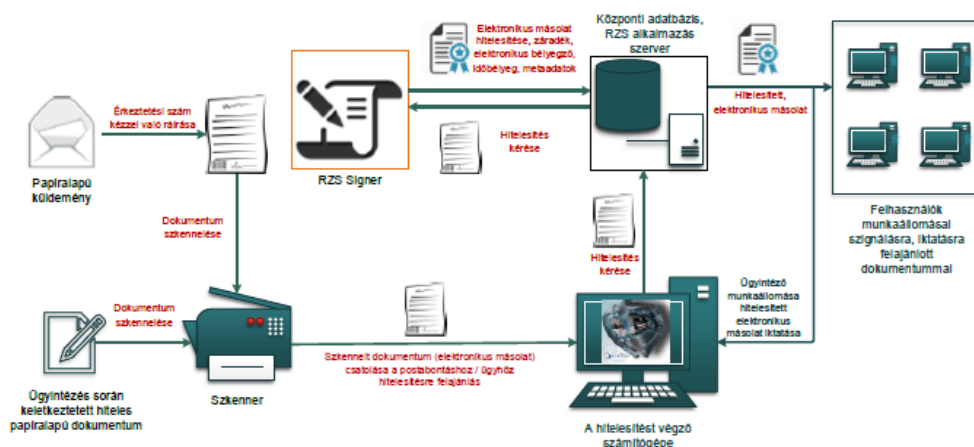 Elektronikus másolat
hitelesítése, záradék,
elektronikus bélyegző,
időbélyeg, metaadatok
Központi adatbázis,
RZS alkalmazás
szerver
Érkeztetési szám
kézzel való ráírása
Hitelesített,
elektronikus másolat
Hitelesítés
kérése
RZS Signer
Papíralapú
küldemény
Felhasználók
munkaállomásai
szignálásra, iktatásra
felajánlott
dokumentummal
Dokumentum
szkennelése
Hitelesítés
kérése
Ügyintéző
munkaállomása
hitelesített
elektronikus
másolat iktatása
Dokumentum
szkennelése
Szkennelt dokumentum (elektronikus másolat)
csatolása a postabontáshoz / ügyhöz
hitelesítésre felajánlás
Ügyintézés során
keletkeztetett hiteles
papíralapú dokumentum
Szkenner
A hitelesítést végző
számítógépe